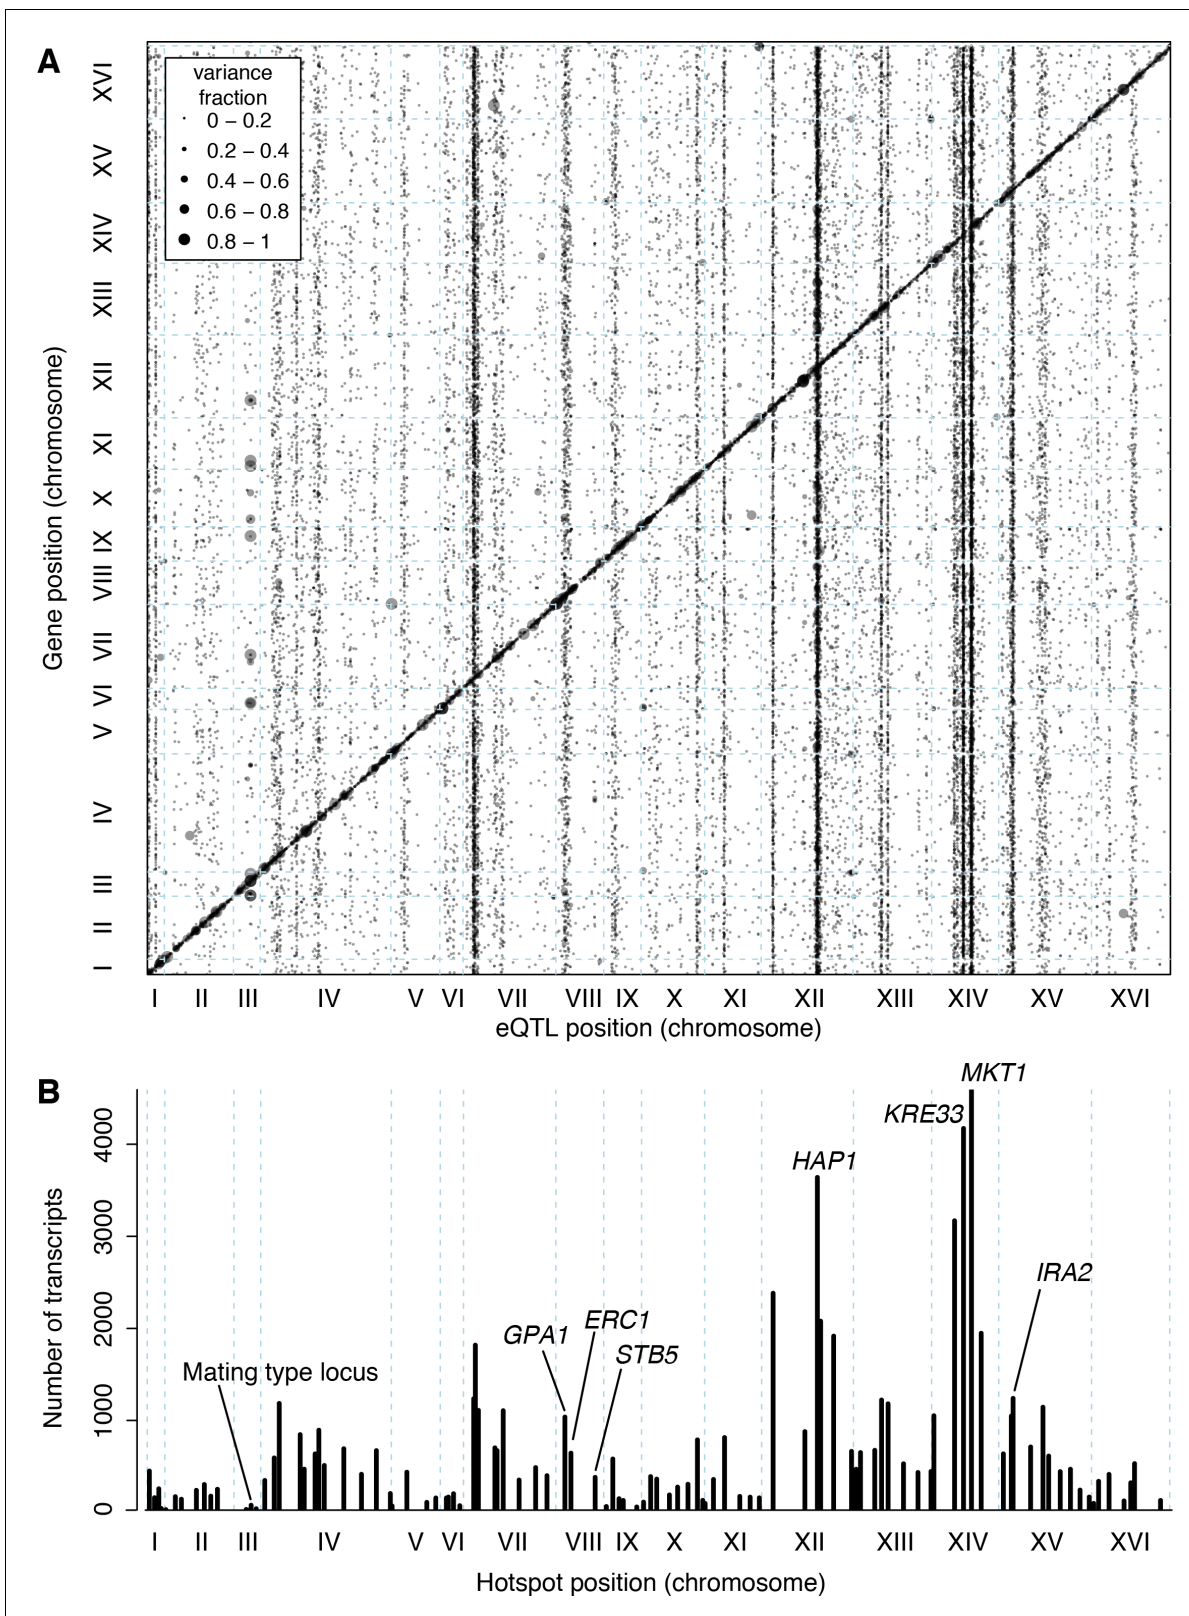 A
variance
fraction
0 – 0.2
0.2 – 0.4
0.4 – 0.6
0.6 – 0.8
0.8 – 1
Gene position (chromosome)
XVI
XV
XIV
XIII
XII
XI
X
IX
VIII
VII
VI
V
IV
III
II
I
I II III IV V VI VII VIII IX X XI XII XIII XIV XV XVI
eQTL position (chromosome)
B
MKT1
KRE33
HAP1
IRA2
ERC1
GPA1
STB5
Mating type locus
Number of transcripts
4000
3000
2000
1000
0
I II III IV V VI VII VIII IX X XI XII XIII XIV XV XVI
Hotspot position (chromosome)